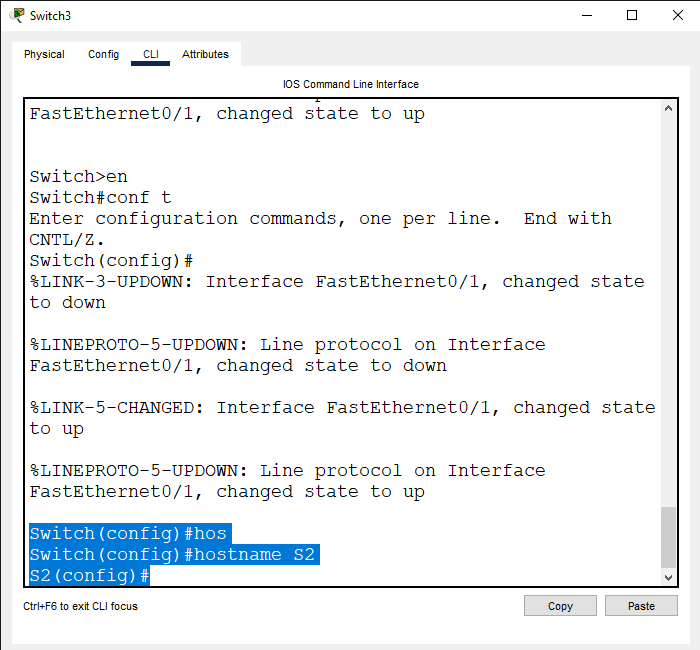 Switch3
Physical Config CLI Attributes
IOS Command Line Interface
FastEthernet0/1, changed state to up
Switch>en
Switch#conf t
Enter configuration commands, one per line.  End with
CNTL/Z.
Switch(config)#
%LINK-3-UPDOWN: Interface FastEthernet0/1, changed state
to down
%LINEPROTO-5-UPDOWN: Line protocol on Interface
FastEthernet0/1, changed state to down
%LINK-5-CHANGED: Interface FastEthernet0/1, changed state
to up
%LINEPROTO-5-UPDOWN: Line protocol on Interface
FastEthernet0/1, changed state to up
Switch(config)#hos
Switch(config)#hostname S2
S2(config)#
Ctrl+F6 to exit CLI focus
Copy Paste